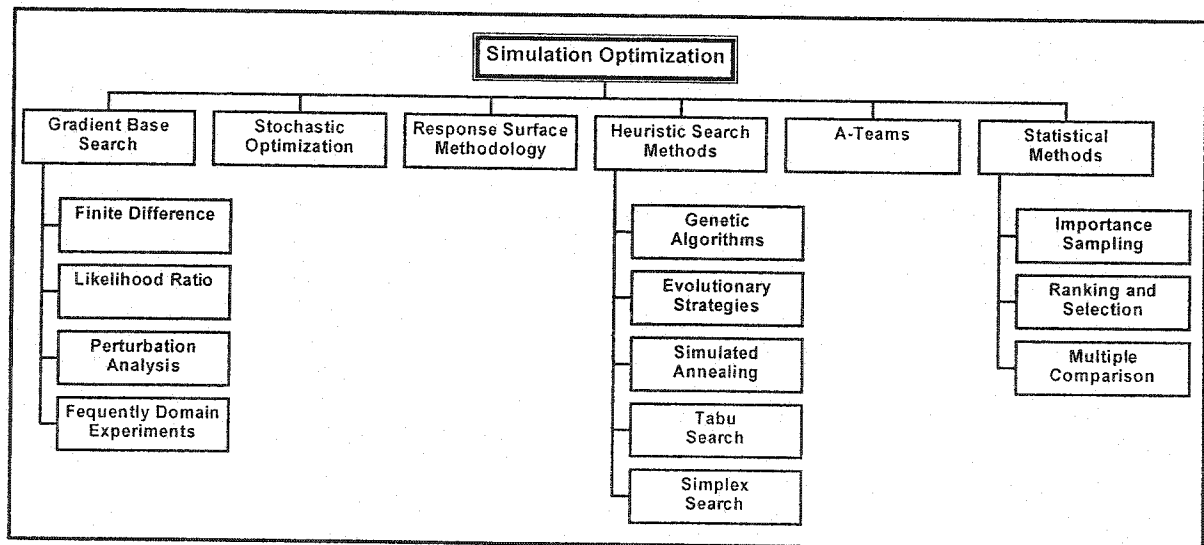 Simulation Optimization
Gradient Base
Search
Stochastic
Optimization
Response Surface
Methodology
Heuristic Search
Methods
A-Teams
Statistical
Methods
Finite Difference
Likelihood Ratio
Perturbation
Analysis
Fequently Domain
Experiments
Genetic
Algorithms
Evolutionary
Strategies
Simulated
Annealing
Tabu
Search
Simplex
Search
Importance
Sampling
Ranking and
Selection
Multiple
Comparison